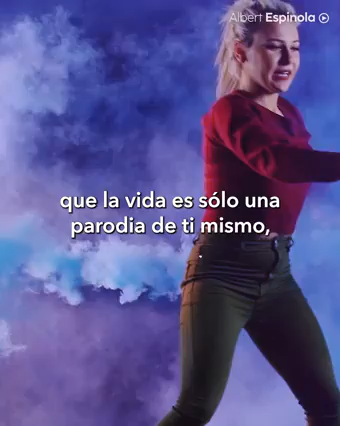 Albert Espinola
que la vida es sólo una
parodia de ti mismo,